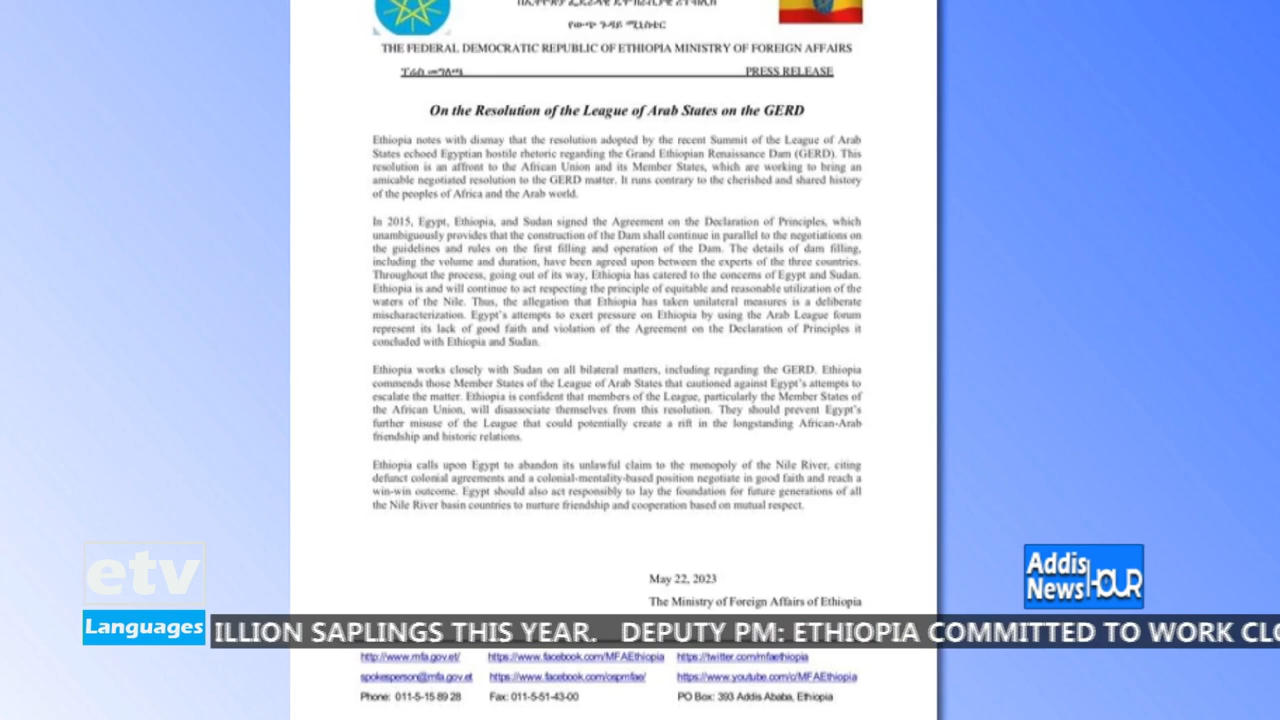 በኢትዮጵያ ፌዴራላዊ ዲሞክራሲያዊ ሪፐብሊክ
የውጭ ጉዳይ ሚኒስቴር
THE FEDERAL DEMOCRATIC REPUBLIC OF ETHIOPIA MINISTRY OF FOREIGN AFFAIRS
ፕሬስ መግለጫ PRESS RELEASE
On the Resolution of the League of Arab States on the GERD
Ethiopia notes with dismay that the resolution adopted by the recent Summit of the League of Arab
States echoed Egyptian hostile rhetoric regarding the Grand Ethiopian Renaissance Dam (GERD). This
resolution is an affront to the African Union and its Member States, which are working to bring an
amicable negotiated resolution to the GERD matter. It runs contrary to the cherished and shared history
of the peoples of Africa and the Arab world.
In 2015, Egypt, Ethiopia, and Sudan signed the Agreement on the Declaration of Principles, which
unambiguously provides that the construction of the Dam shall continue in parallel to the negotiations on
the guidelines and rules on the first filling and operation of the Dam. The details of dam filling,
including the volume and duration, have been agreed upon between the experts of the three countries.
Throughout the process, going out of its way, Ethiopia has catered to the concerns of Egypt and Sudan.
Ethiopia is and will continue to act respecting the principle of equitable and reasonable utilization of the
waters of the Nile. Thus, the allegation that Ethiopia has taken unilateral measures is a deliberate
mischaracterization. Egypt's attempts to exert pressure on Ethiopia by using the Arab League forum
represent its lack of good faith and violation of the Agreement on the Declaration of Principles it
concluded with Ethiopia and Sudan.
Ethiopia works closely with Sudan on all bilateral matters, including regarding the GERD. Ethiopia
commends those Member States of the League of Arab States that cautioned against Egypt's attempts to
escalate the matter. Ethiopia is confident that members of the League, particularly the Member States of
the African Union, will disassociate themselves from this resolution. They should prevent Egypt's
further misuse of the League that could potentially create a rift in the longstanding African-Arab
friendship and historic relations.
Ethiopia calls upon Egypt to abandon its unlawful claim to the monopoly of the Nile River, citing
defunct colonial agreements and a colonial-mentality-based position negotiate in good faith and reach a
win-win outcome. Egypt should also act responsibly to lay the foundation for future generations of all
the Nile River basin countries to nurture friendship and cooperation based on mutual respect.
May 22, 2023
The Ministry of Foreign Affairs of Ethiopia
etv
Languages
Addis
News HOUR
ILLION SAPLINGS THIS YEAR. DEPUTY PM: ETHIOPIA COMMITTED TO WORK CLO
http://www.mfa.gov.et/ https://www.facebook.com/MFAEthiopia https://twitter.com/mfaethiopia
spokesperson@mfa.gov.et https://www.facebook.com/ospmfae/ https://www.youtube.com/c/MFAEthiopia
Phone: 011-5-15 89 28 Fax: 011-5-51-43-00 PO Box: 393 Addis Ababa, Ethiopia